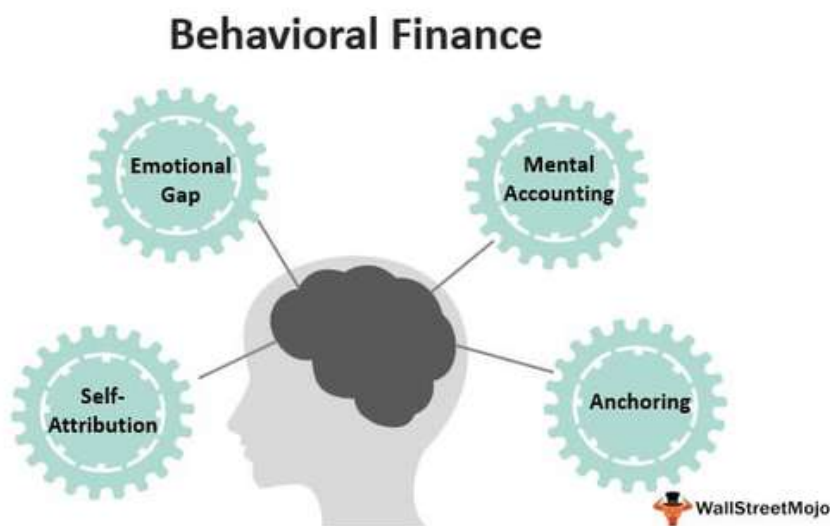 Behavioral Finance
Emotional
Gap
Mental
Accounting
Self-
Attribution
Anchoring
WallStreetMojo